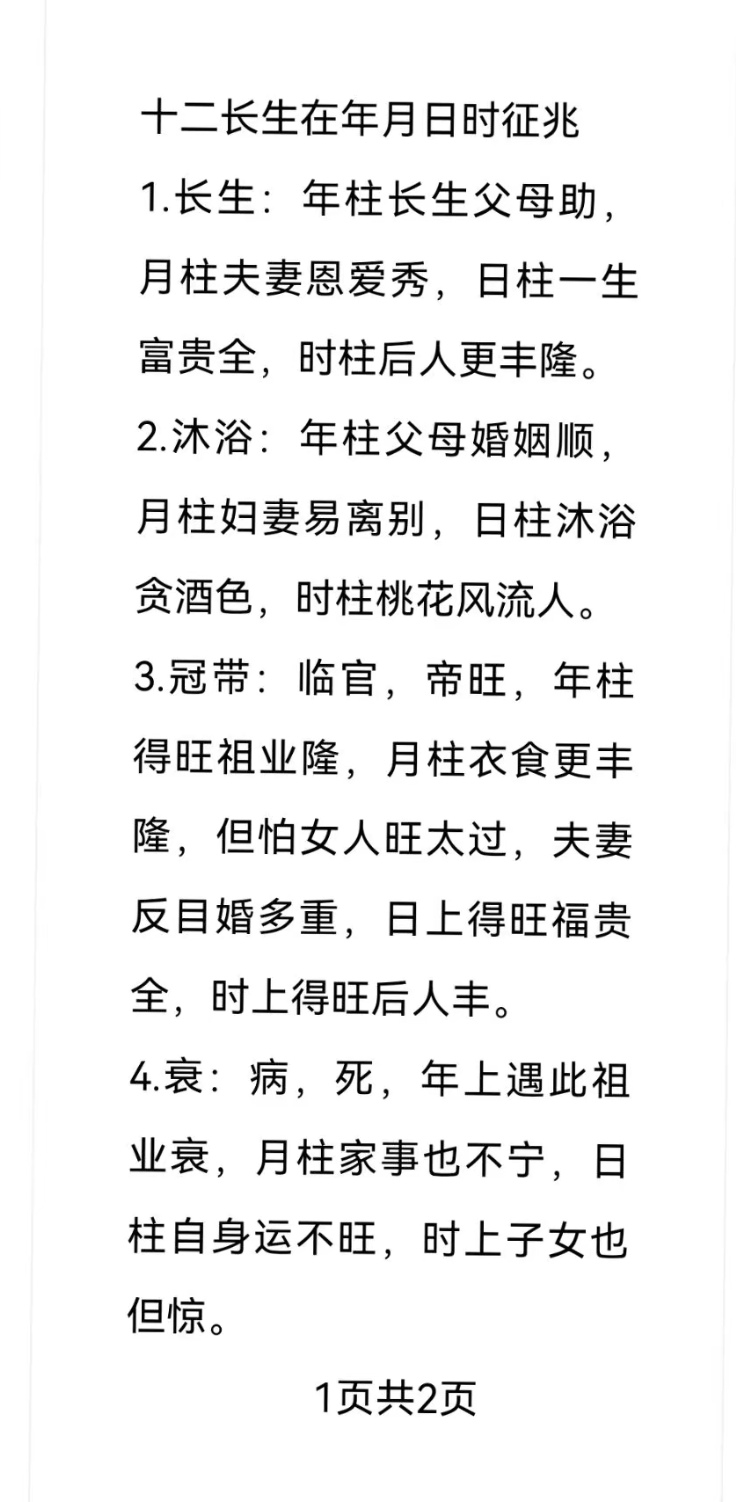 十二长生在年月日时征兆
1.长生：年柱长生父母助，
月柱夫妻恩爱秀，日柱一生
富贵全，时柱后人更丰隆。
2.沐浴：年柱父母婚姻顺，
月柱妇妻易离别，日柱沐浴
贪酒色，时柱桃花风流人。
3.冠带：临官，帝旺，年柱
得旺祖业隆，月柱衣食更丰
隆，但怕女人旺太过，夫妻
反目婚多重，日上得旺福贵
全，时上得旺后人丰。
4.衰：病，死，年上遇此祖
业衰，月柱家事也不宁，日
柱自身运不旺，时上子女也
但惊。
1页共2页